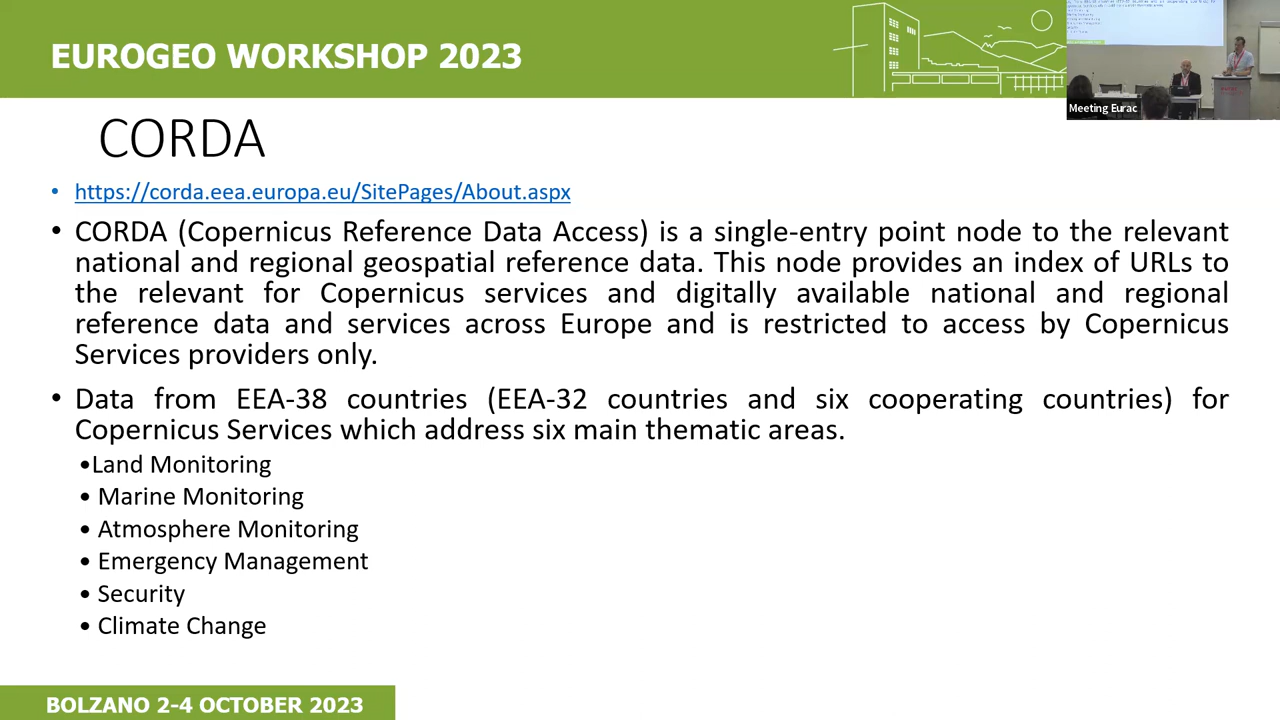 EUROGEO WORKSHOP 2023
Meeting Eurac
CORDA
• https://corda.eea.europa.eu/SitePages/About.aspx
• CORDA (Copernicus Reference Data Access) is a single-entry point node to the relevant
national and regional geospatial reference data. This node provides an index of URLs to
the relevant for Copernicus services and digitally available national and regional
reference data and services across Europe and is restricted to access by Copernicus
Services providers only.
• Data from EEA-38 countries (EEA-32 countries and six cooperating countries) for
Copernicus Services which address six main thematic areas.
•Land Monitoring
• Marine Monitoring
• Atmosphere Monitoring
• Emergency Management
• Security
• Climate Change
BOLZANO 2-4 OCTOBER 2023